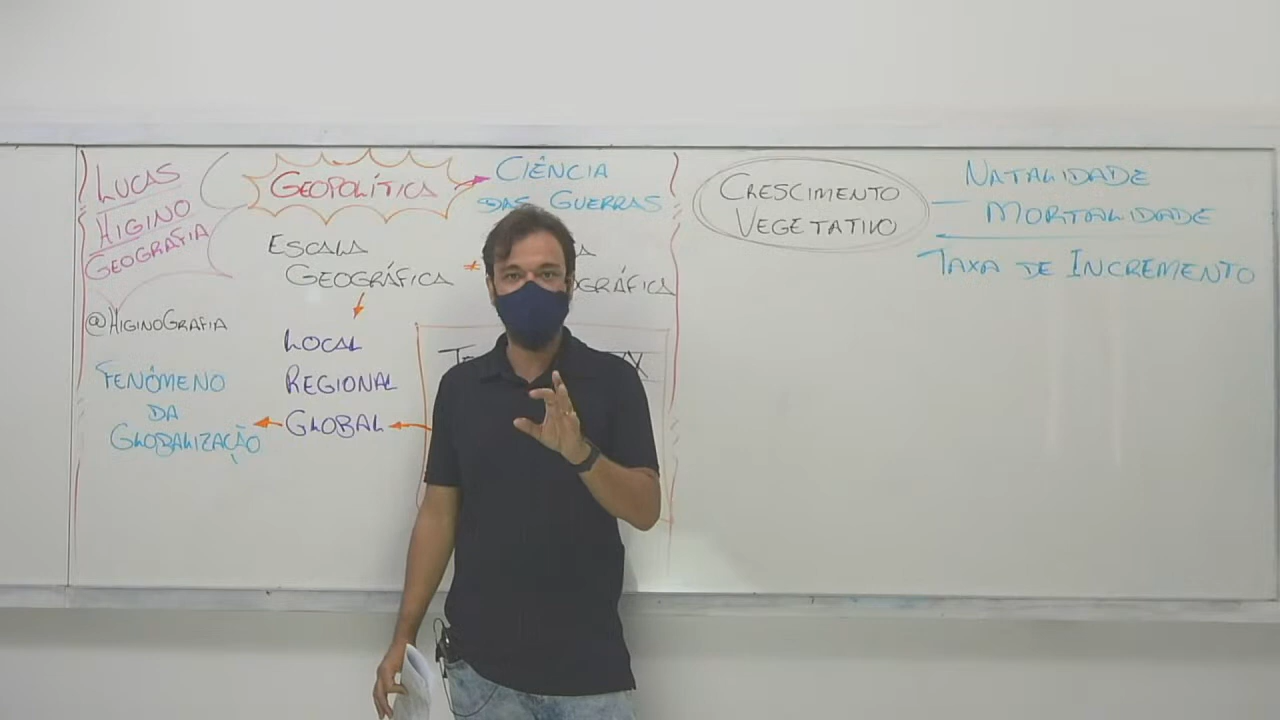 LUCAS
HIGINO
GEOGRAFIA
@HIGINOGRAFIA
FENÔMENO
DA
GLOBALIZAÇÃO
GEOPOLÍTICA
CIÊNCIA
DAS GUERRAS
ESCALA
GEOGRÁFICA
LOCAL
REGIONAL
GLOBAL
CRESCIMENTO
VEGETATIVO
NATALIDADE
— MORTALIDADE
TAXA DE INCREMENTO